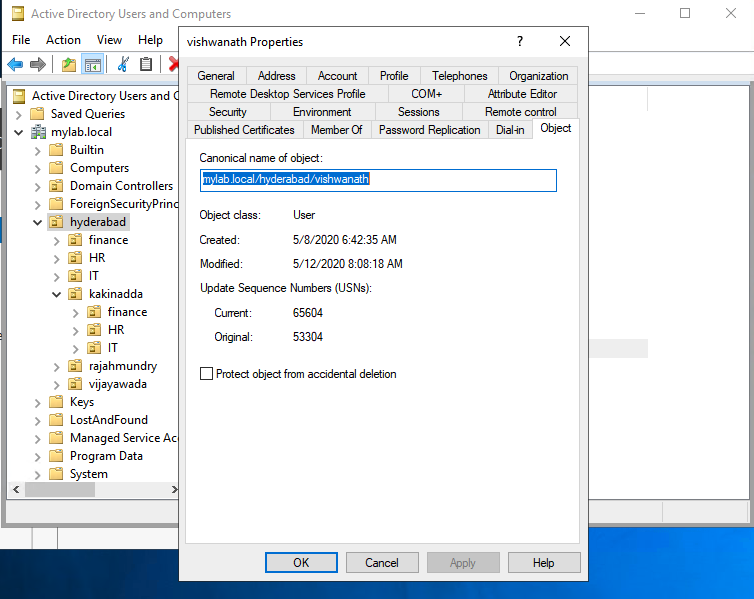 Active Directory Users and Computers
File Action View Help
Active Directory Users and C
Saved Queries
mylab.local
Builtin
Computers
Domain Controllers
ForeignSecurityPrinc
hyderabad
finance
HR
IT
kakinadda
finance
HR
IT
rajahmundry
vijayawada
Keys
LostAndFound
Managed Service Ac
Program Data
System
vishwanath Properties
General Address Account Profile Telephones Organization
Remote Desktop Services Profile COM+ Attribute Editor
Security Environment Sessions Remote control
Published Certificates Member Of Password Replication Dial-in Object
Canonical name of object:
mylab.local/hyderabad/vishwanath
Object class: User
Created: 5/8/2020 6:42:35 AM
Modified: 5/12/2020 8:08:18 AM
Update Sequence Numbers (USNs):
Current: 65604
Original: 53304
Protect object from accidental deletion
OK Cancel Apply Help